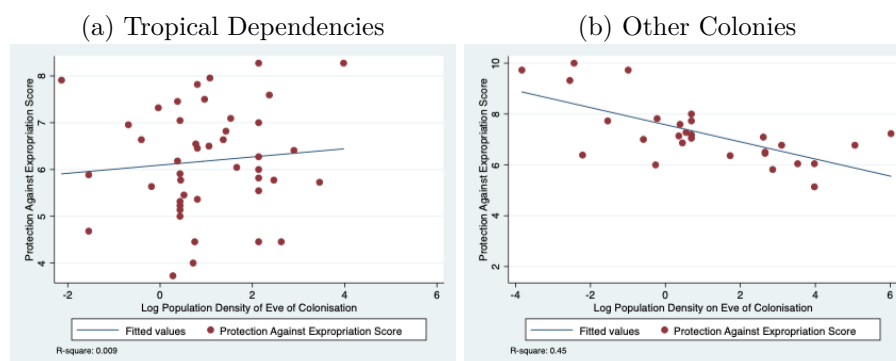 (a) Tropical Dependencies
(b) Other Colonies
Protection Against Expropriation Score
8
7
6
5
4
-2
0
2
4
6
Log Population Density of Eve of Colonisation
Fitted values
Protection Against Expropriation Score
R-square: 0.009
Protection Against Expropriation Score
10
8
6
4
2
-4
-2
0
2
4
6
Log Population Density on Eve of Colonisation
Fitted values
Protection Against Expropriation Score
R-square: 0.45